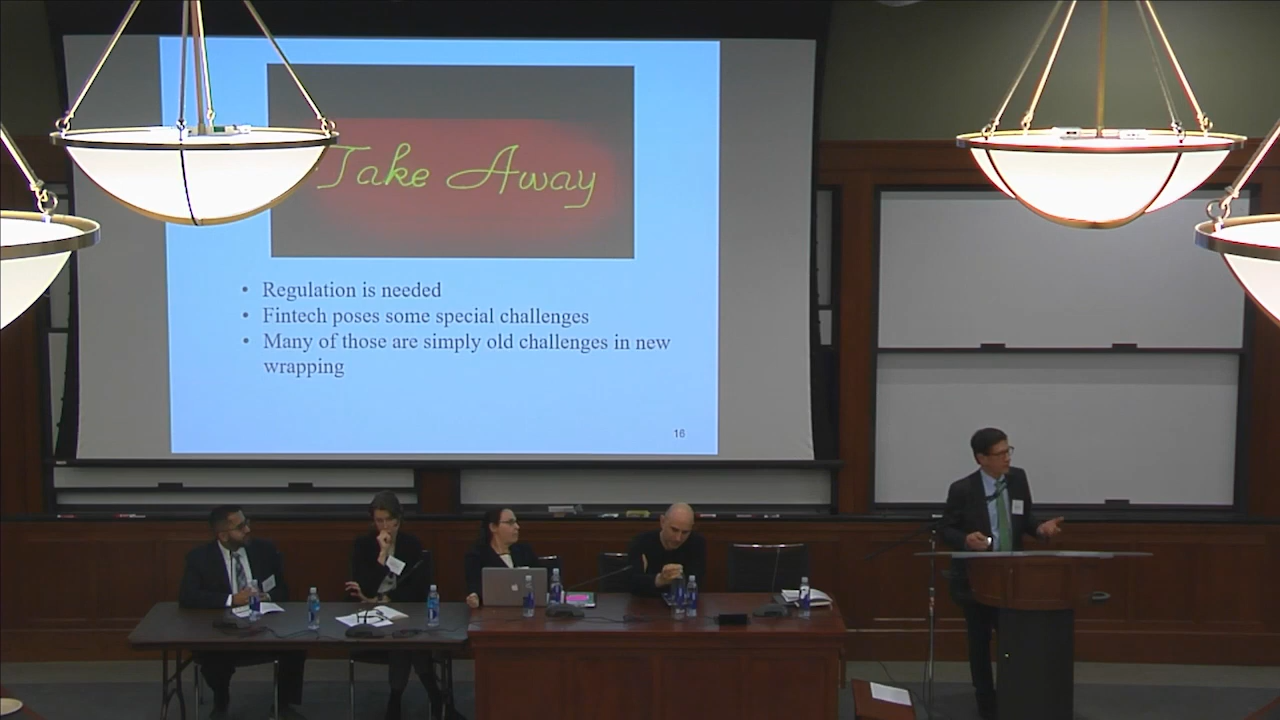 Take Away
• Regulation is needed
• Fintech poses some special challenges
• Many of those are simply old challenges in new
wrapping
16